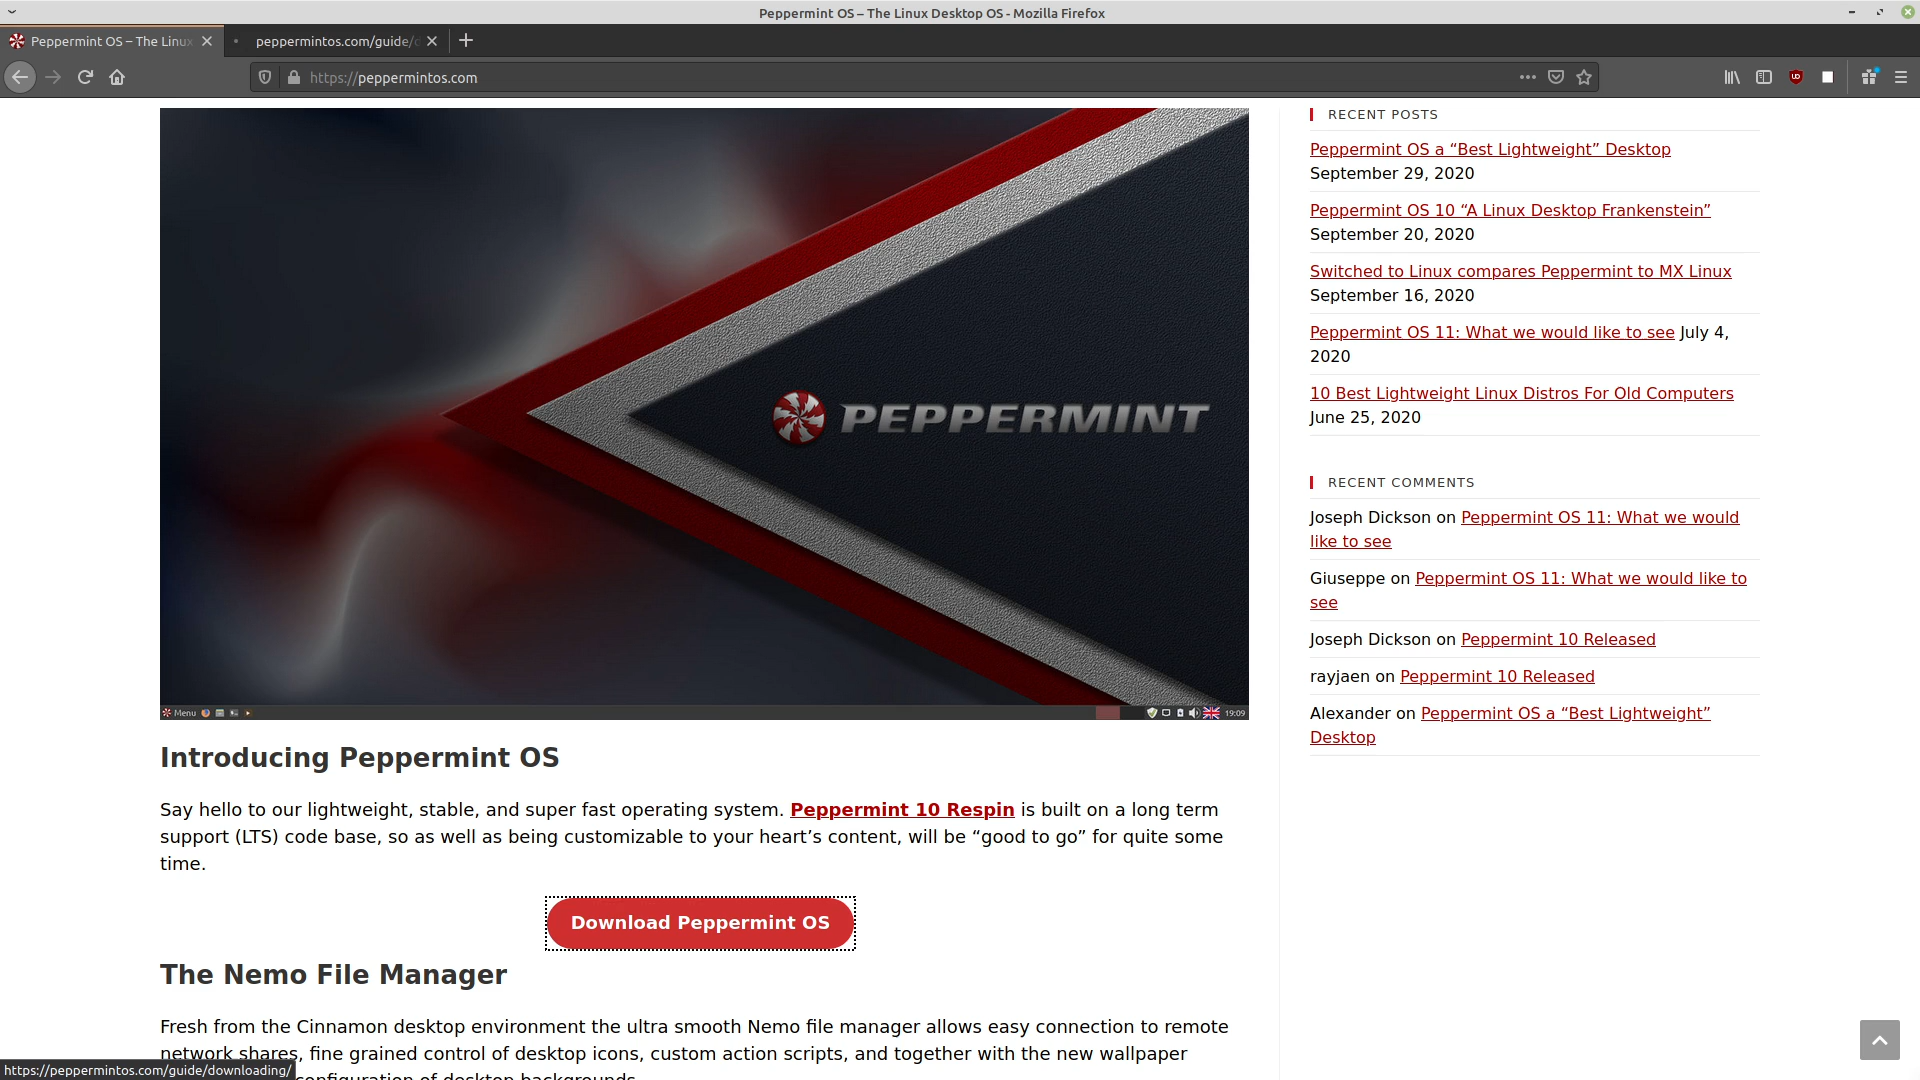 Peppermint OS – The Linux Desktop OS - Mozilla Firefox
Peppermint OS – The Linux
peppermintos.com/guide/
https://peppermintos.com
PEPPERMINT
Menu
19:09
Introducing Peppermint OS
Say hello to our lightweight, stable, and super fast operating system. Peppermint 10 Respin is built on a long term
support (LTS) code base, so as well as being customizable to your heart’s content, will be “good to go” for quite some
time.
Download Peppermint OS
The Nemo File Manager
Fresh from the Cinnamon desktop environment the ultra smooth Nemo file manager allows easy connection to remote
network shares, fine grained control of desktop icons, custom action scripts, and together with the new wallpaper
configuration of desktop backgrounds.
https://peppermintos.com/guide/downloading/
RECENT POSTS
Peppermint OS a “Best Lightweight” Desktop
September 29, 2020
Peppermint OS 10 “A Linux Desktop Frankenstein”
September 20, 2020
Switched to Linux compares Peppermint to MX Linux
September 16, 2020
Peppermint OS 11: What we would like to see July 4,
2020
10 Best Lightweight Linux Distros For Old Computers
June 25, 2020
RECENT COMMENTS
Joseph Dickson on Peppermint OS 11: What we would
like to see
Giuseppe on Peppermint OS 11: What we would like to
see
Joseph Dickson on Peppermint 10 Released
rayjaen on Peppermint 10 Released
Alexander on Peppermint OS a “Best Lightweight”
Desktop